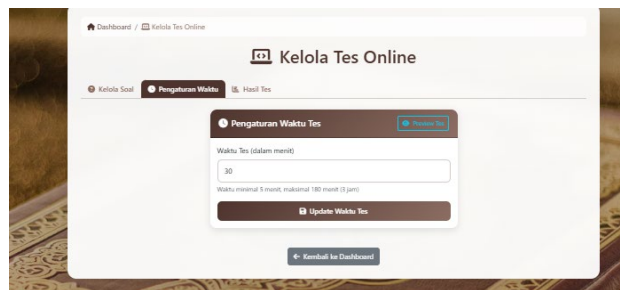 Dashboard / Kelola Tes Online
Kelola Tes Online
Kelola Soal Pengaturan Waktu Hasil Tes
Pengaturan Waktu Tes Preview Tes
Waktu Tes (dalam menit)
30
Waktu minimal 5 menit, maksimal 180 menit (3 jam)
Update Waktu Tes
Kembali ke Dashboard